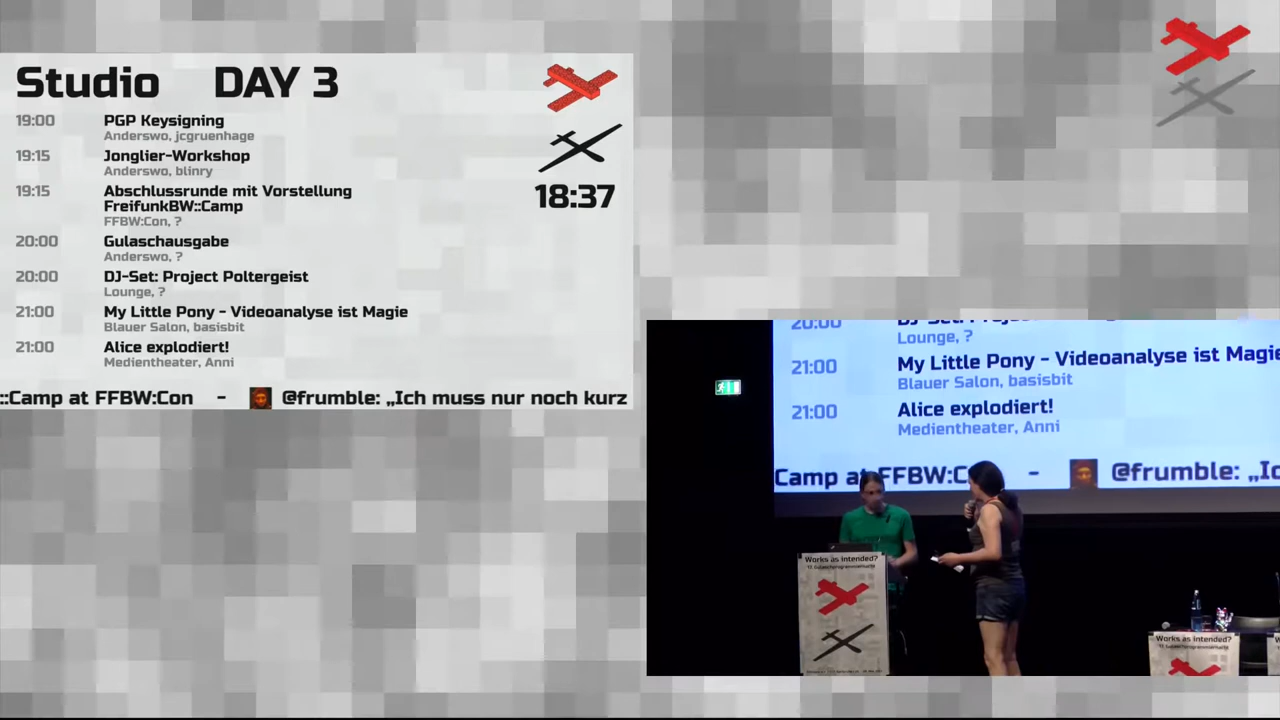 Studio DAY 3
19:00 PGP Keysigning
Anderswo, jcgruenhage
19:15 Jonglier-Workshop
Anderswo, blinry
19:15 Abschlussrunde mit Vorstellung
FreifunkBW::Camp
FFBW:Con, ?
20:00 Gulaschausgabe
Anderswo, ?
20:00 DJ-Set: Project Poltergeist
Lounge, ?
21:00 My Little Pony - Videoanalyse ist Magie
Blauer Salon, basisbit
21:00 Alice explodiert!
Medientheater, Anni
18:37
::Camp at FFBW:Con - @frumble: „Ich muss nur noch kurz
20:00
Lounge, ?
21:00 My Little Pony - Videoanalyse ist Magie
Blauer Salon, basisbit
21:00 Alice explodiert!
Medientheater, Anni
Camp at FFBW:C - @frumble: „Ic
Works as intended?
Works as intended?